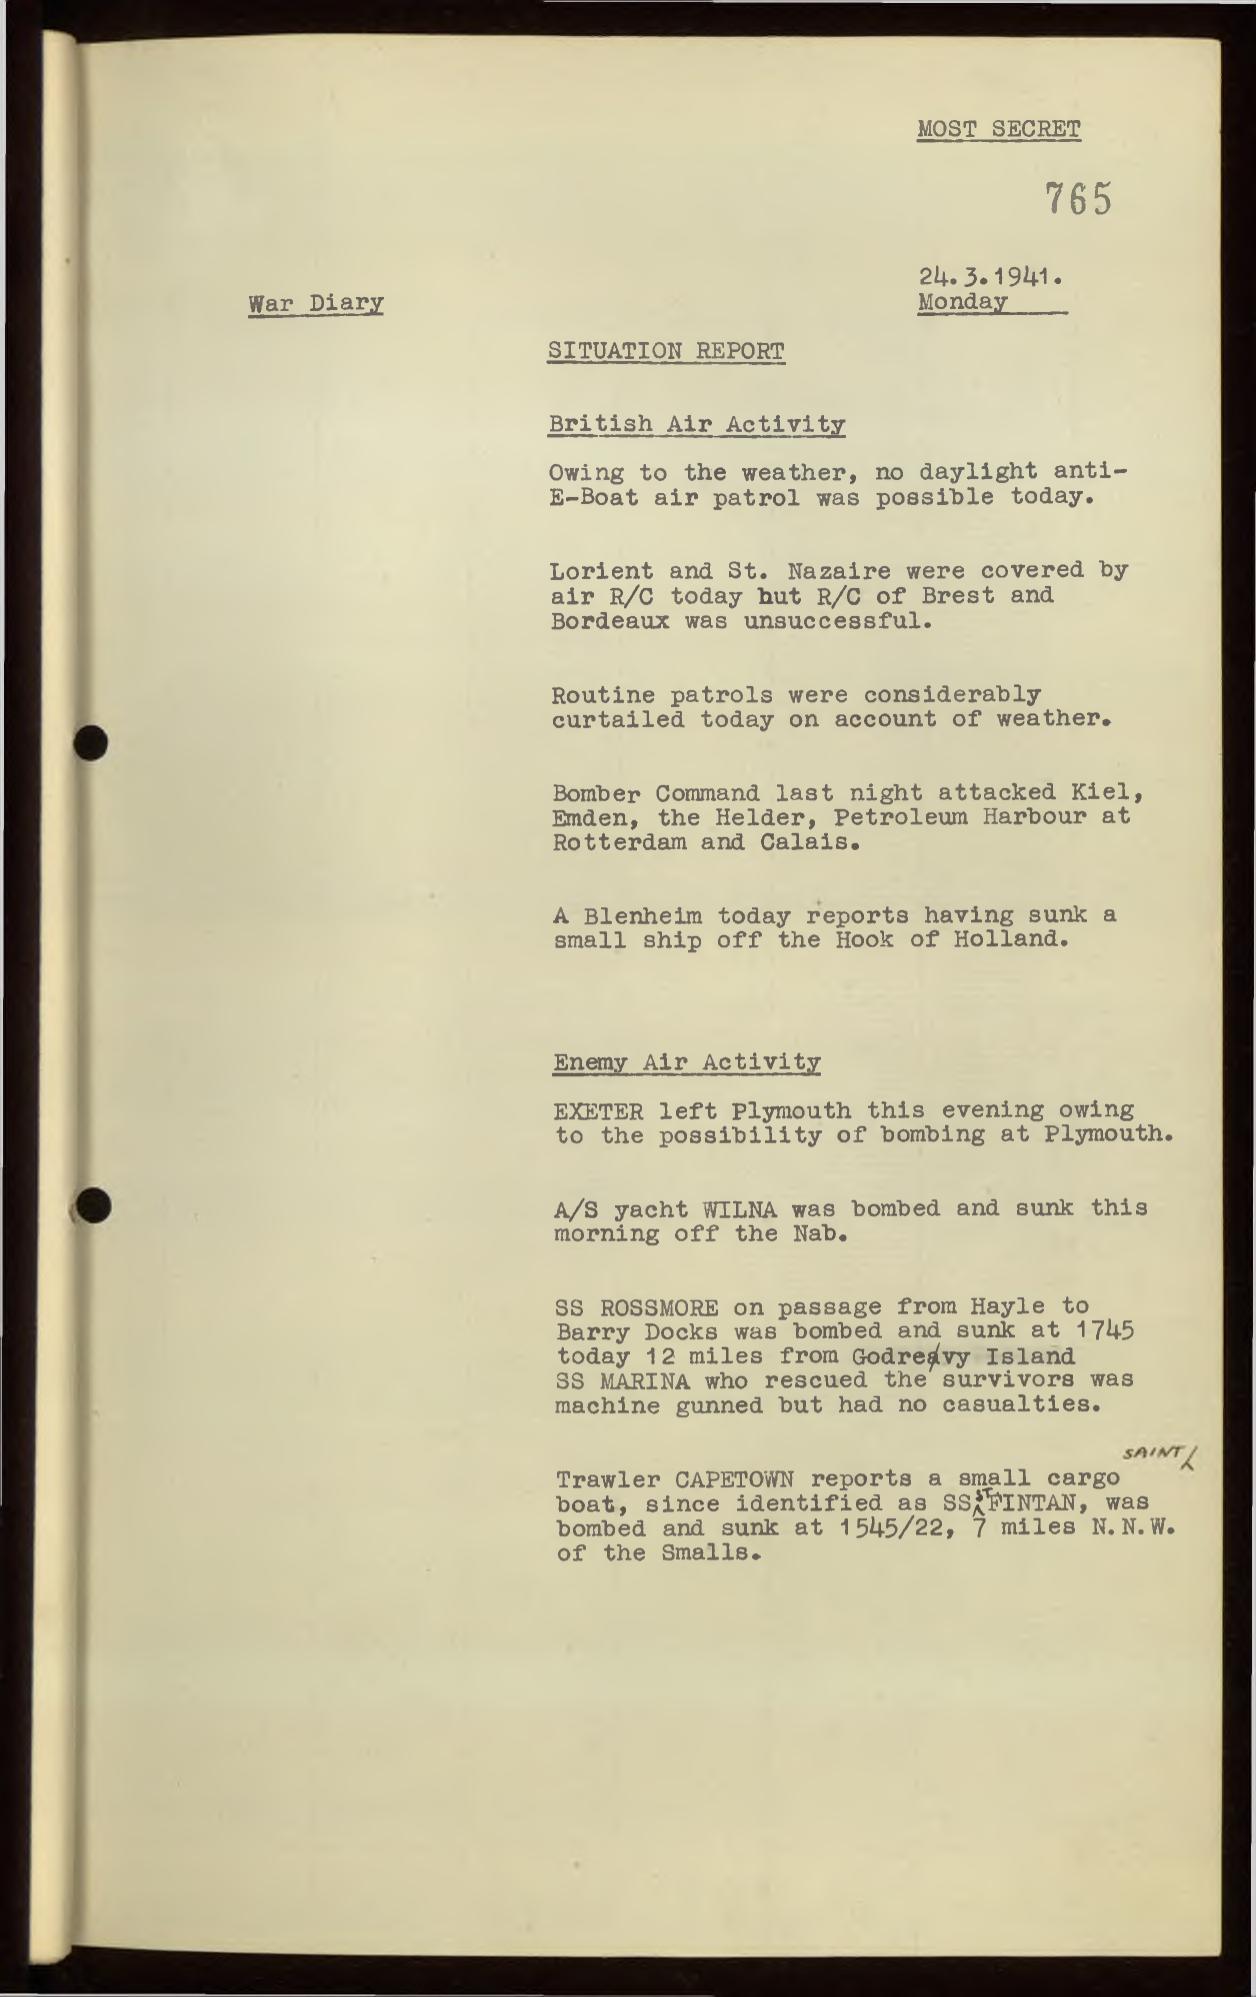 MOST SECRET
765
24.3.1941.
War Diary
Monday
SITUATION REPORT
British Air Activity
Owing to the weather, no daylight anti-
E-Boat air patrol was possible today.
Lorient and St. Nazaire were covered by
air R/C today but R/C of Brest and
Bordeaux was unsuccessful.
Routine patrols were considerably
curtailed today on account of weather.
Bomber Command last night attacked Kiel,
Emden, the Helder, Petroleum Harbour at
Rotterdam and Calais.
A Blenheim today reports having sunk a
small ship off the Hook of Holland.
Enemy Air Activity
EXETER left Plymouth this evening owing
to the possibility of bombing at Plymouth.
A/S yacht WILNA was bombed and sunk this
morning off the Nab.
SS ROSSMORE on passage from Hayle to
Barry Docks was bombed and sunk at 1745
today 12 miles from Godreavy Island
SS MARINA who rescued the survivors was
machine gunned but had no casualties.
SAINT/
Trawler CAPETOWN reports a small cargo
boat, since identified as SS ST FINTAN, was
bombed and sunk at 1545/22, 7 miles N.N.W.
of the Smalls.